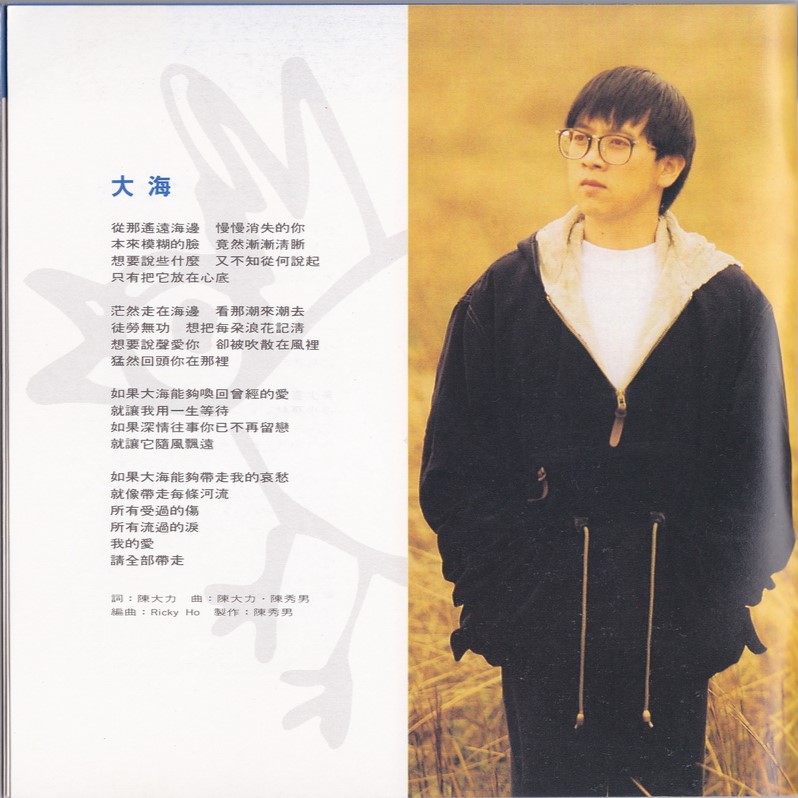 大海
從那遙遠海邊　慢慢消失的你
本來模糊的臉　竟然漸漸清晰
想要說些什麼　又不知從何說起
只有把它放在心底
茫然走在海邊　看那潮來潮去
徒勞無功　想把每朵浪花記清
想要說聲愛你　卻被吹散在風裡
猛然回頭你在那裡
如果大海能夠喚回曾經的愛
就讓我用一生等待
如果深情往事你已不再留戀
就讓它隨風飄遠
如果大海能夠帶走我的哀愁
就像帶走每條河流
所有受過的傷
所有流過的淚
我的愛
請全部帶走
詞：陳大力　曲：陳大力·陳秀男
編曲：Ricky Ho　製作：陳秀男